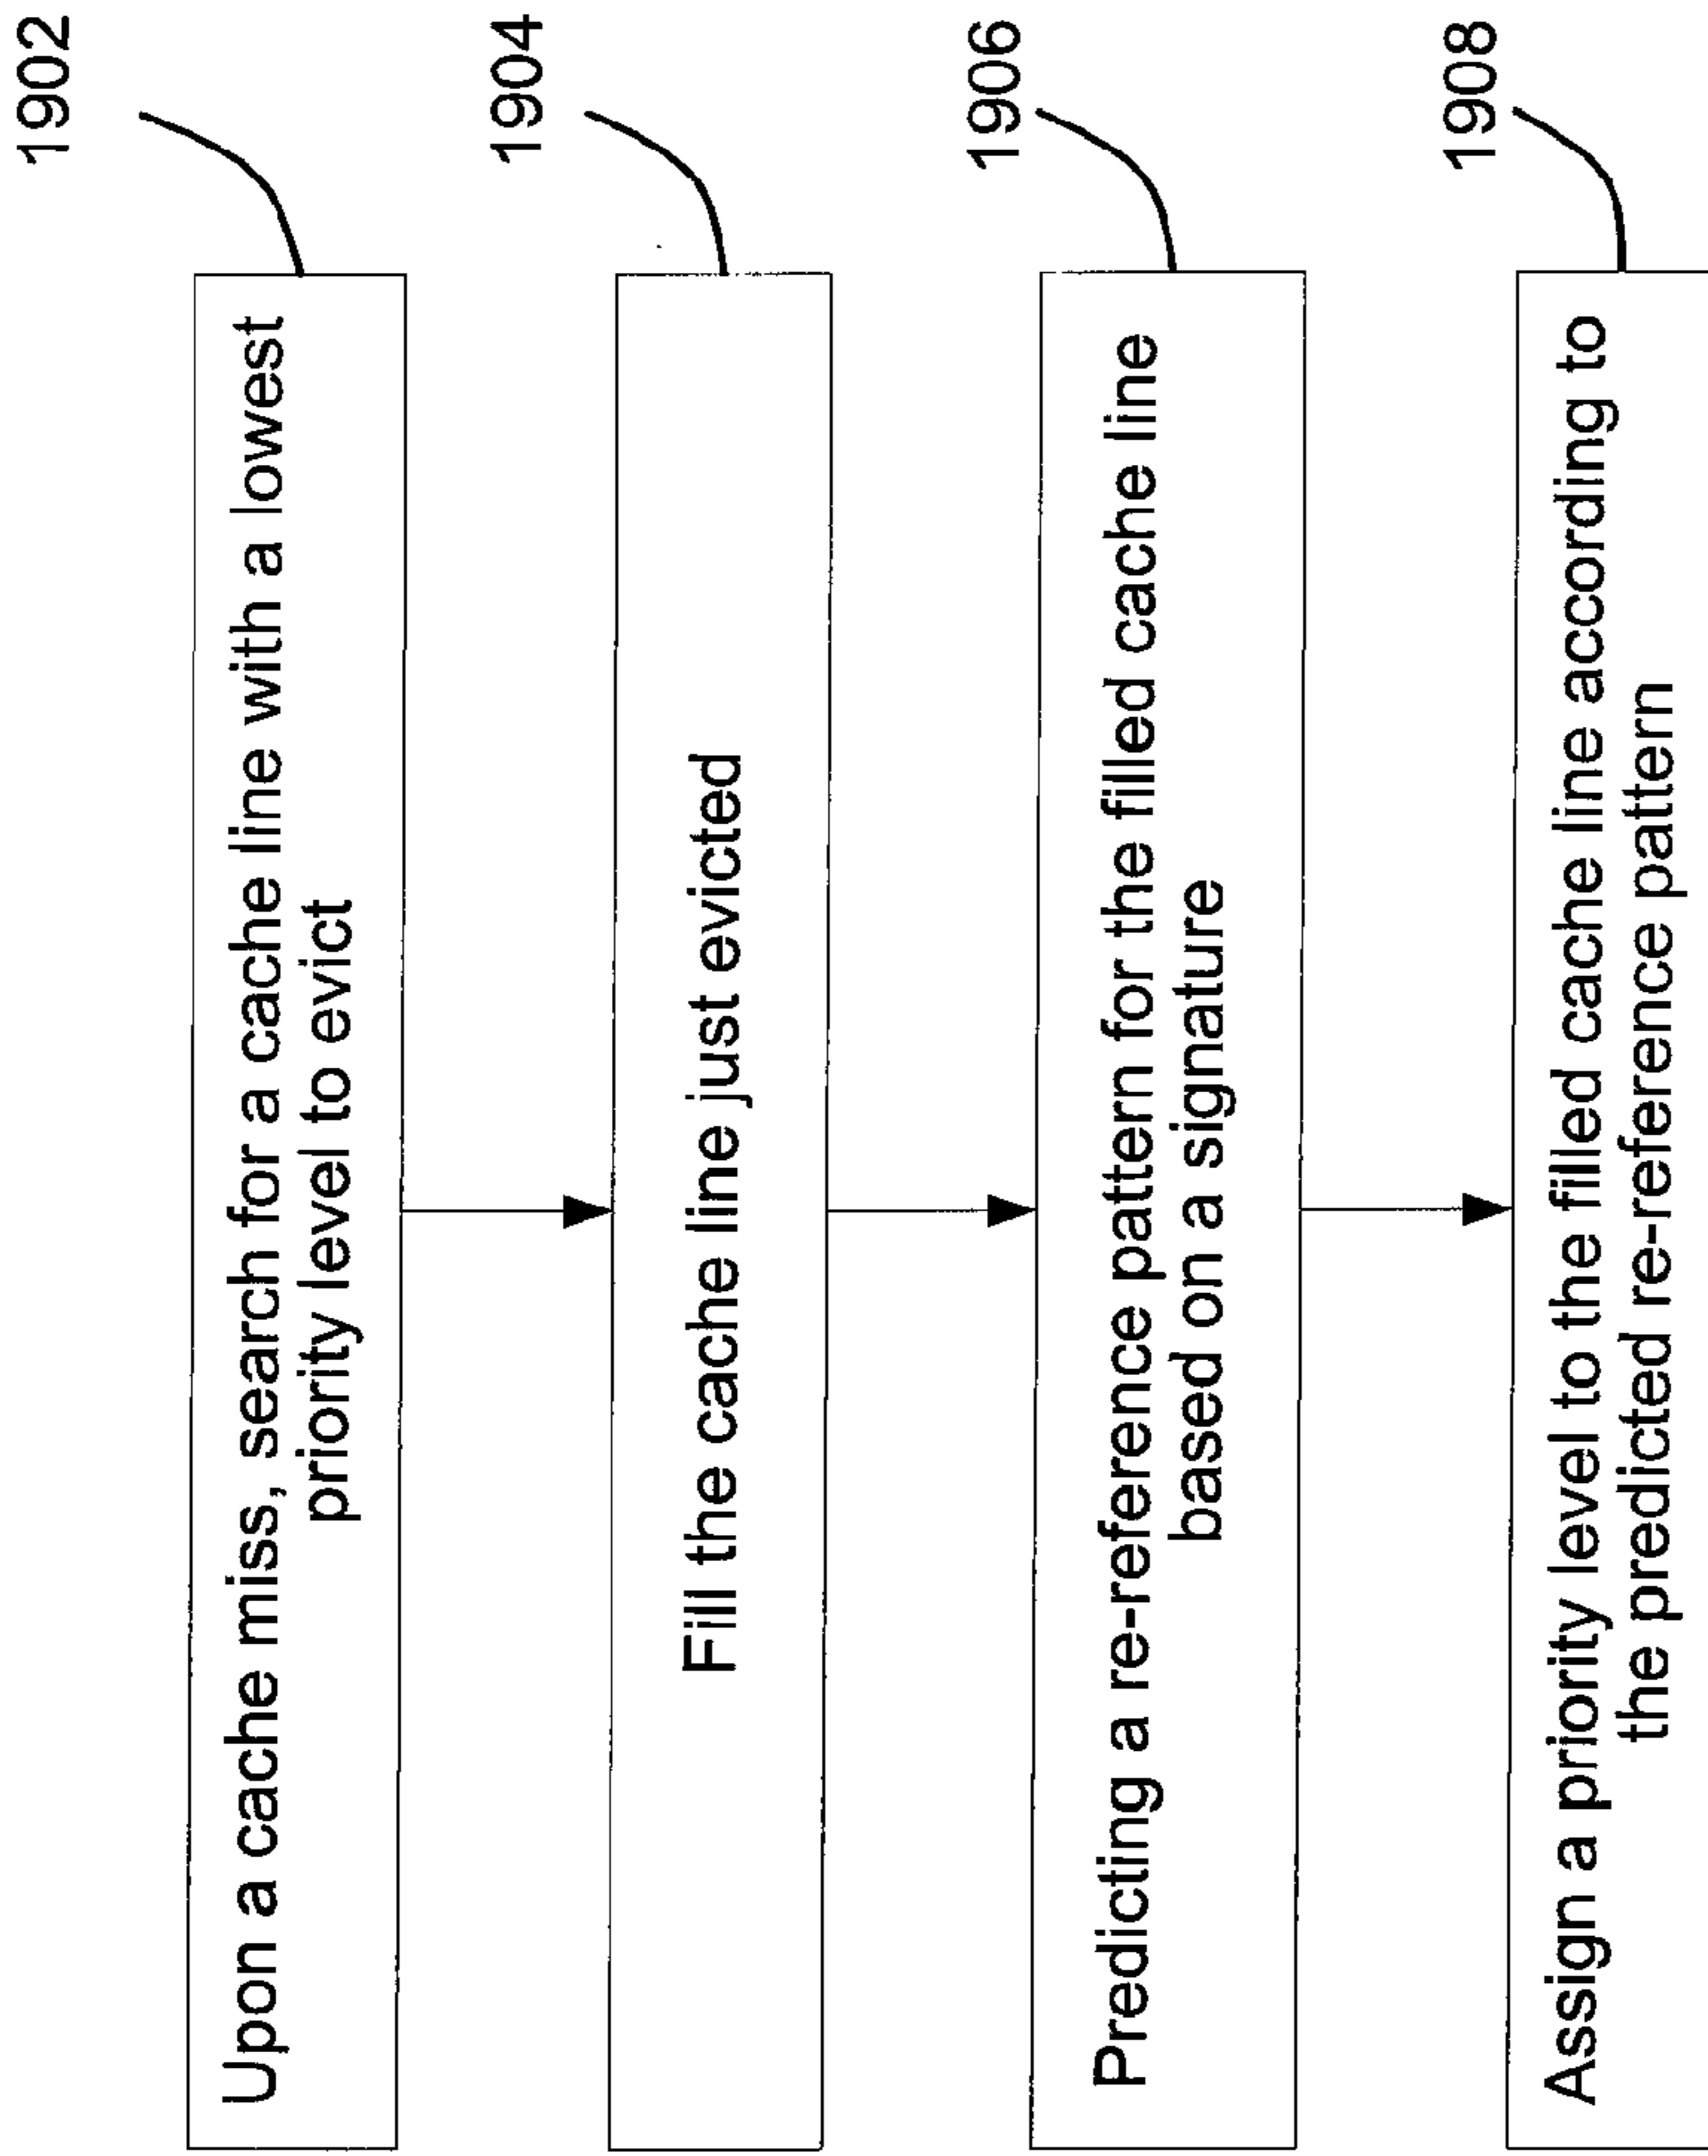 1902
Upon a cache miss, search for a cache line with a lowest
priority level to evict
1904
Fill the cache line just evicted
1906
Predicting a re-reference pattern for the filled cache line
based on a signature
1908
Assign a priority level to the filled cache line according to
the predicted re-reference pattern